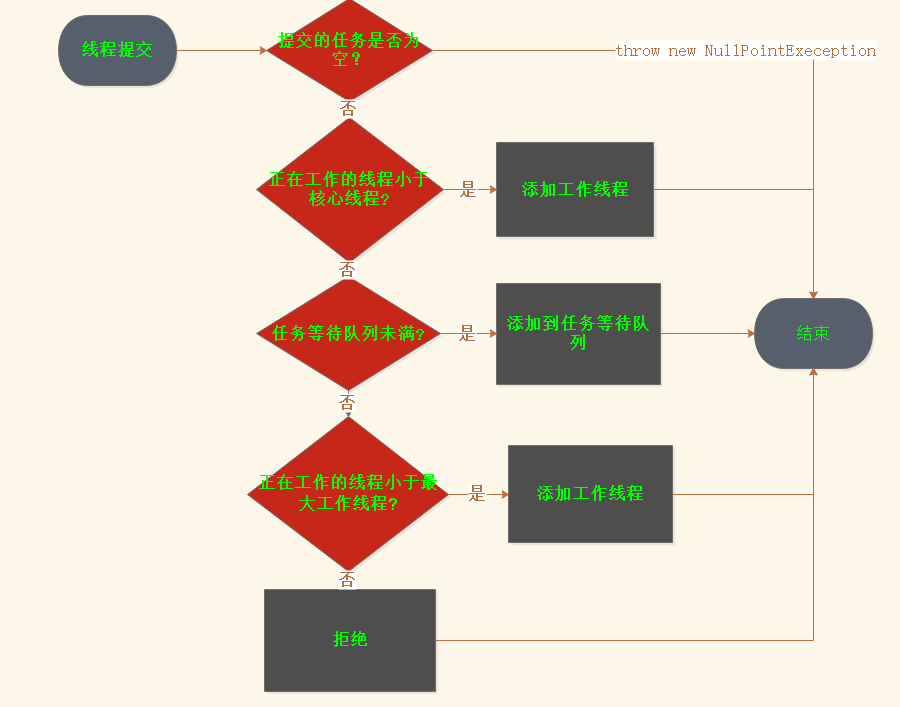 线程提交
提交的任务是否为
空？
throw new NullPointExeception
否
正在工作的线程小于
核心线程?
是
添加工作线程
否
任务等待队列未满?
是
添加到任务等待队
列
结束
否
正在工作的线程小于最
大工作线程?
是
添加工作线程
否
拒绝